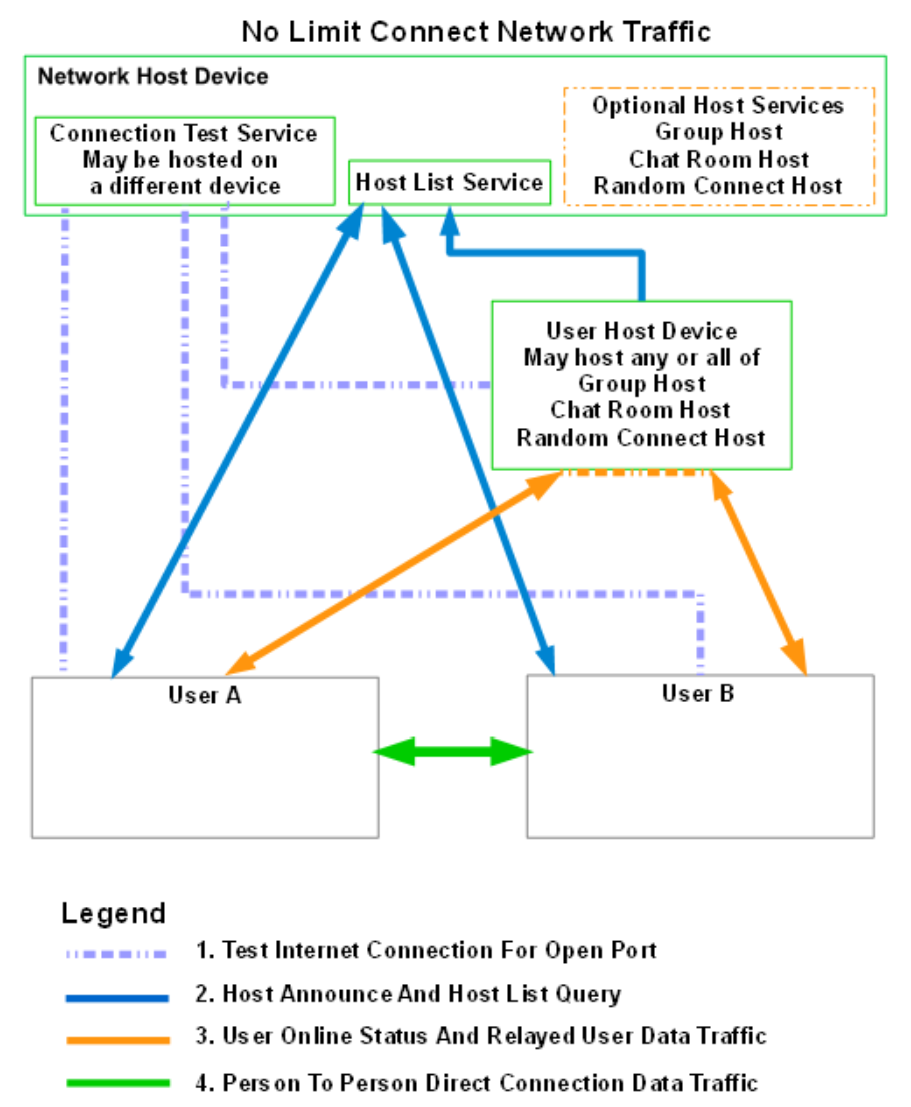 No Limit Connect Network Traffic
Network Host Device
Connection Test Service
May be hosted on
a different device
Host List Service
Optional Host Services
Group Host
Chat Room Host
Random Connect Host
User Host Device
May host any or all of
Group Host
Chat Room Host
Random Connect Host
User A
User B
Legend
1. Test Internet Connection For Open Port
2. Host Announce And Host List Query
3. User Online Status And Relayed User Data Traffic
4. Person To Person Direct Connection Data Traffic